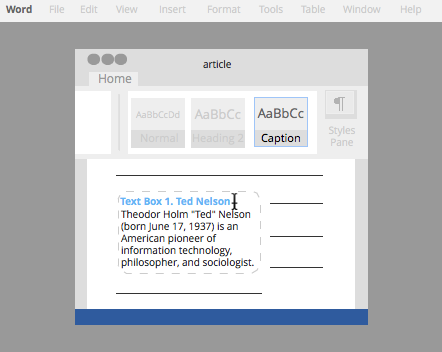 Word File Edit View Insert Format Tools Table Window Help
article
Home
AaBbCcDd AaBbCc AaBbCc ¶
Normal Heading 2 Caption
Styles
Pane
Text Box 1. Ted Nelson
Theodor Holm "Ted" Nelson
(born June 17, 1937) is an
American pioneer of
information technology,
philosopher, and sociologist.